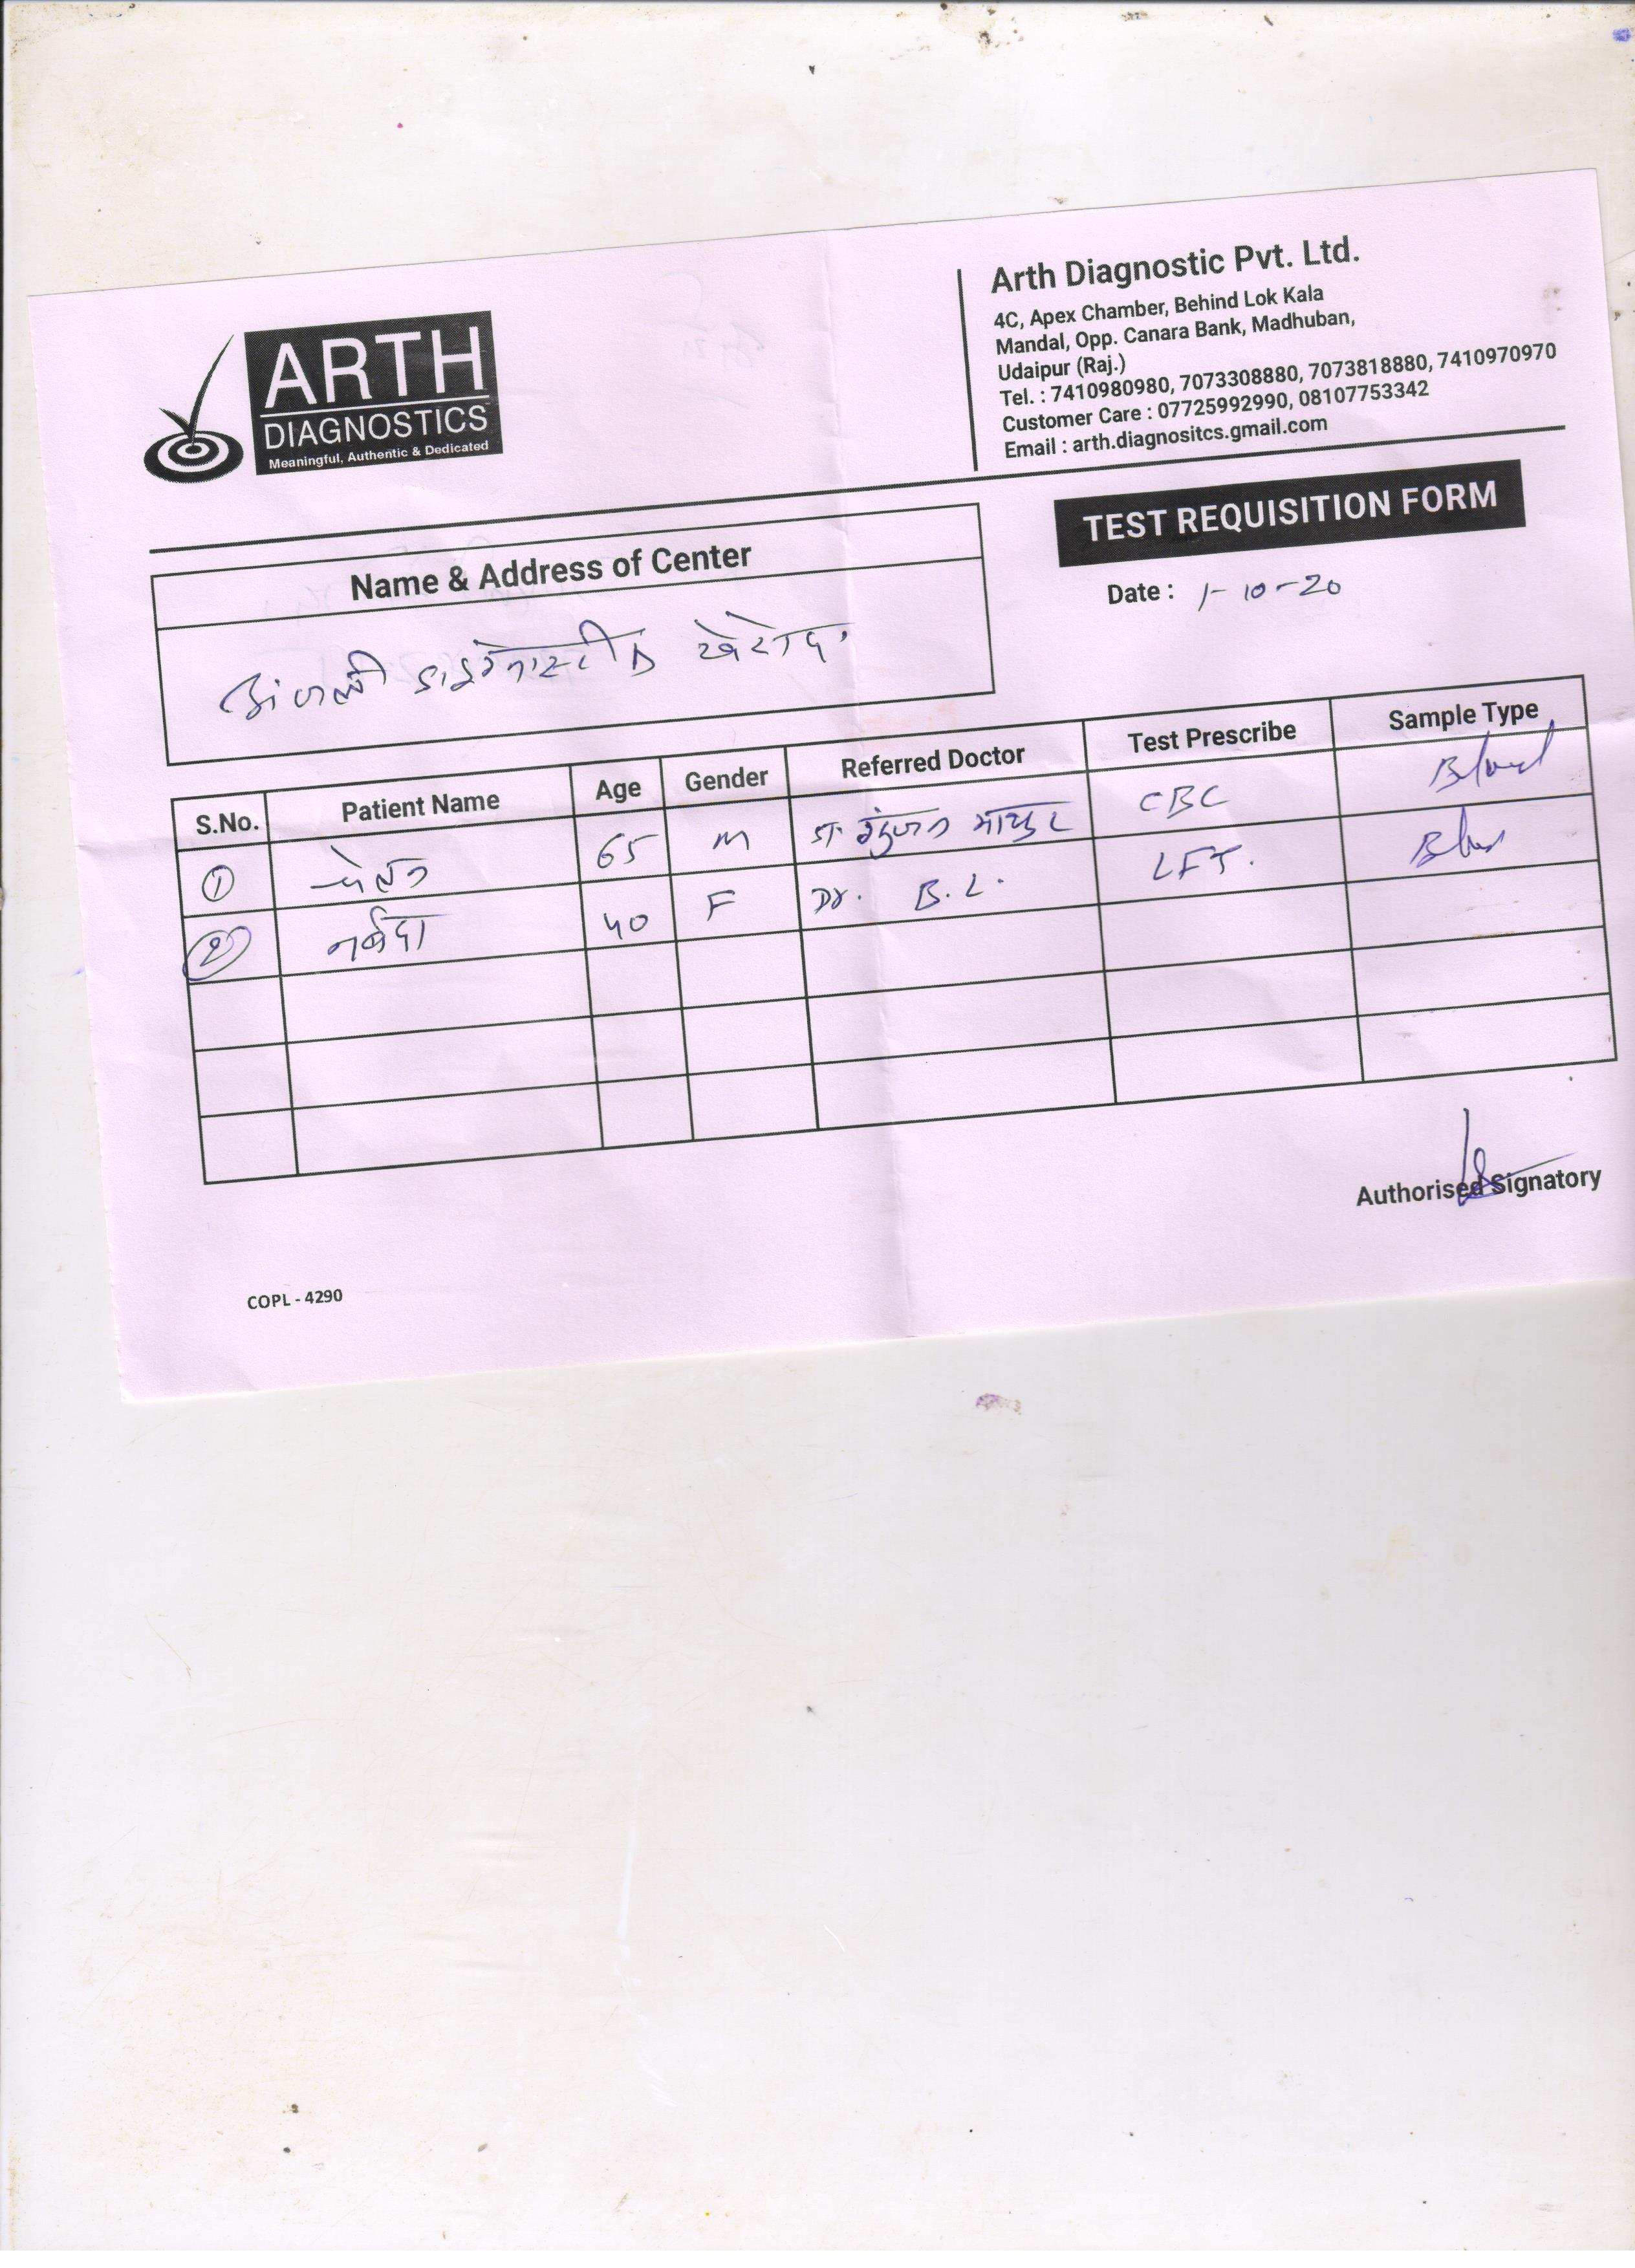 ARTH
DIAGNOSTICS
Meaningful, Authentic & Dedicated
Arth Diagnostic Pvt. Ltd.
4C, Apex Chamber, Behind Lok Kala
Mandal, Opp. Canara Bank, Madhuban,
Udaipur (Raj.)
Tel. : 7410980980, 7073308880, 7073818880, 7410970970
Customer Care : 07725992990, 08107753342
Email : arth.diagnositcs.gmail.com
TEST REQUISITION FORM
Date : 1-10-20
Name & Address of Center
S.No. Patient Name Age Gender Referred Doctor Test Prescribe Sample Type
1 65 M डॉ. माथुर CBC Blood
2 नर्बदा 40 F Dr. B.L. LFT.
Authorised Signatory
COPL - 4290